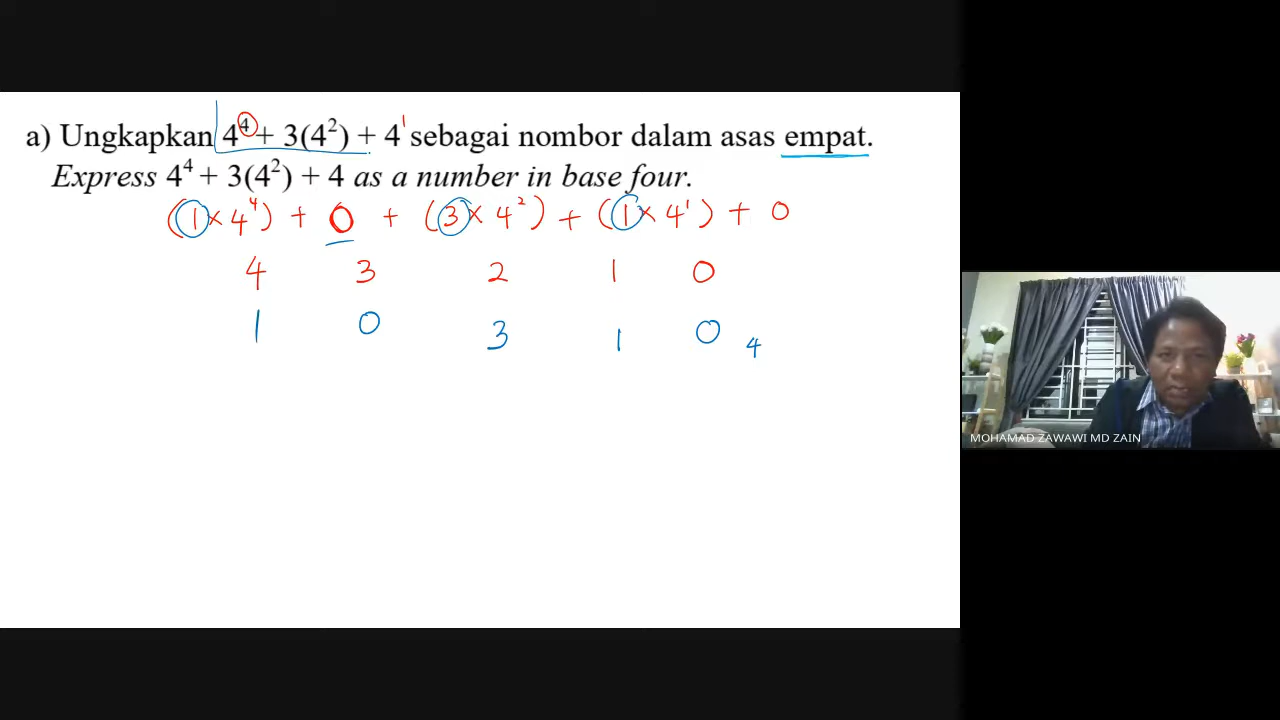 a) Ungkapkan 4⁴ + 3(4²) + 4¹ sebagai nombor dalam asas empat.
Express 4⁴ + 3(4²) + 4 as a number in base four.
(1 × 4⁴) + 0 + (3 × 4²) + (1 × 4¹) + 0
4 3 2 1 0
1 0 3 1 0 ₄
MOHAMAD ZAWAWI MD ZAIN